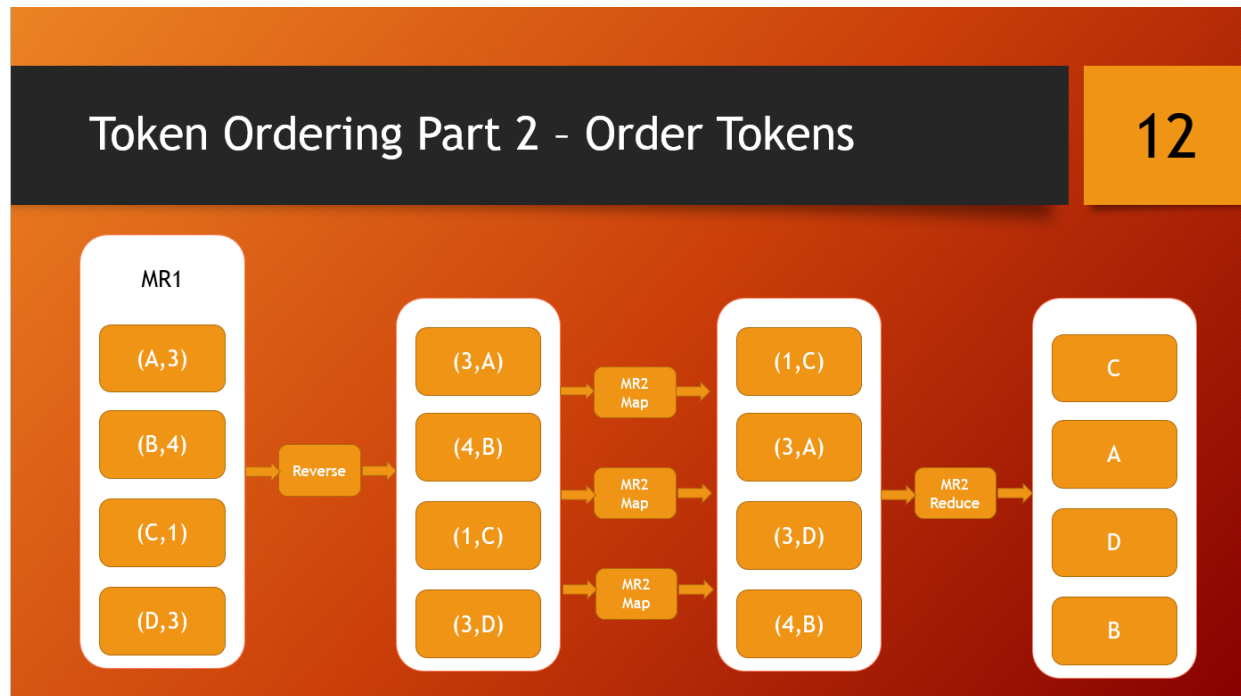 Token Ordering Part 2 – Order Tokens
12
MR1
(A,3)
(B,4)
(C,1)
(D,3)
Reverse
(3,A)
(4,B)
(1,C)
(3,D)
MR2
Map
MR2
Map
MR2
Map
(1,C)
(3,A)
(3,D)
(4,B)
MR2
Reduce
C
A
D
B